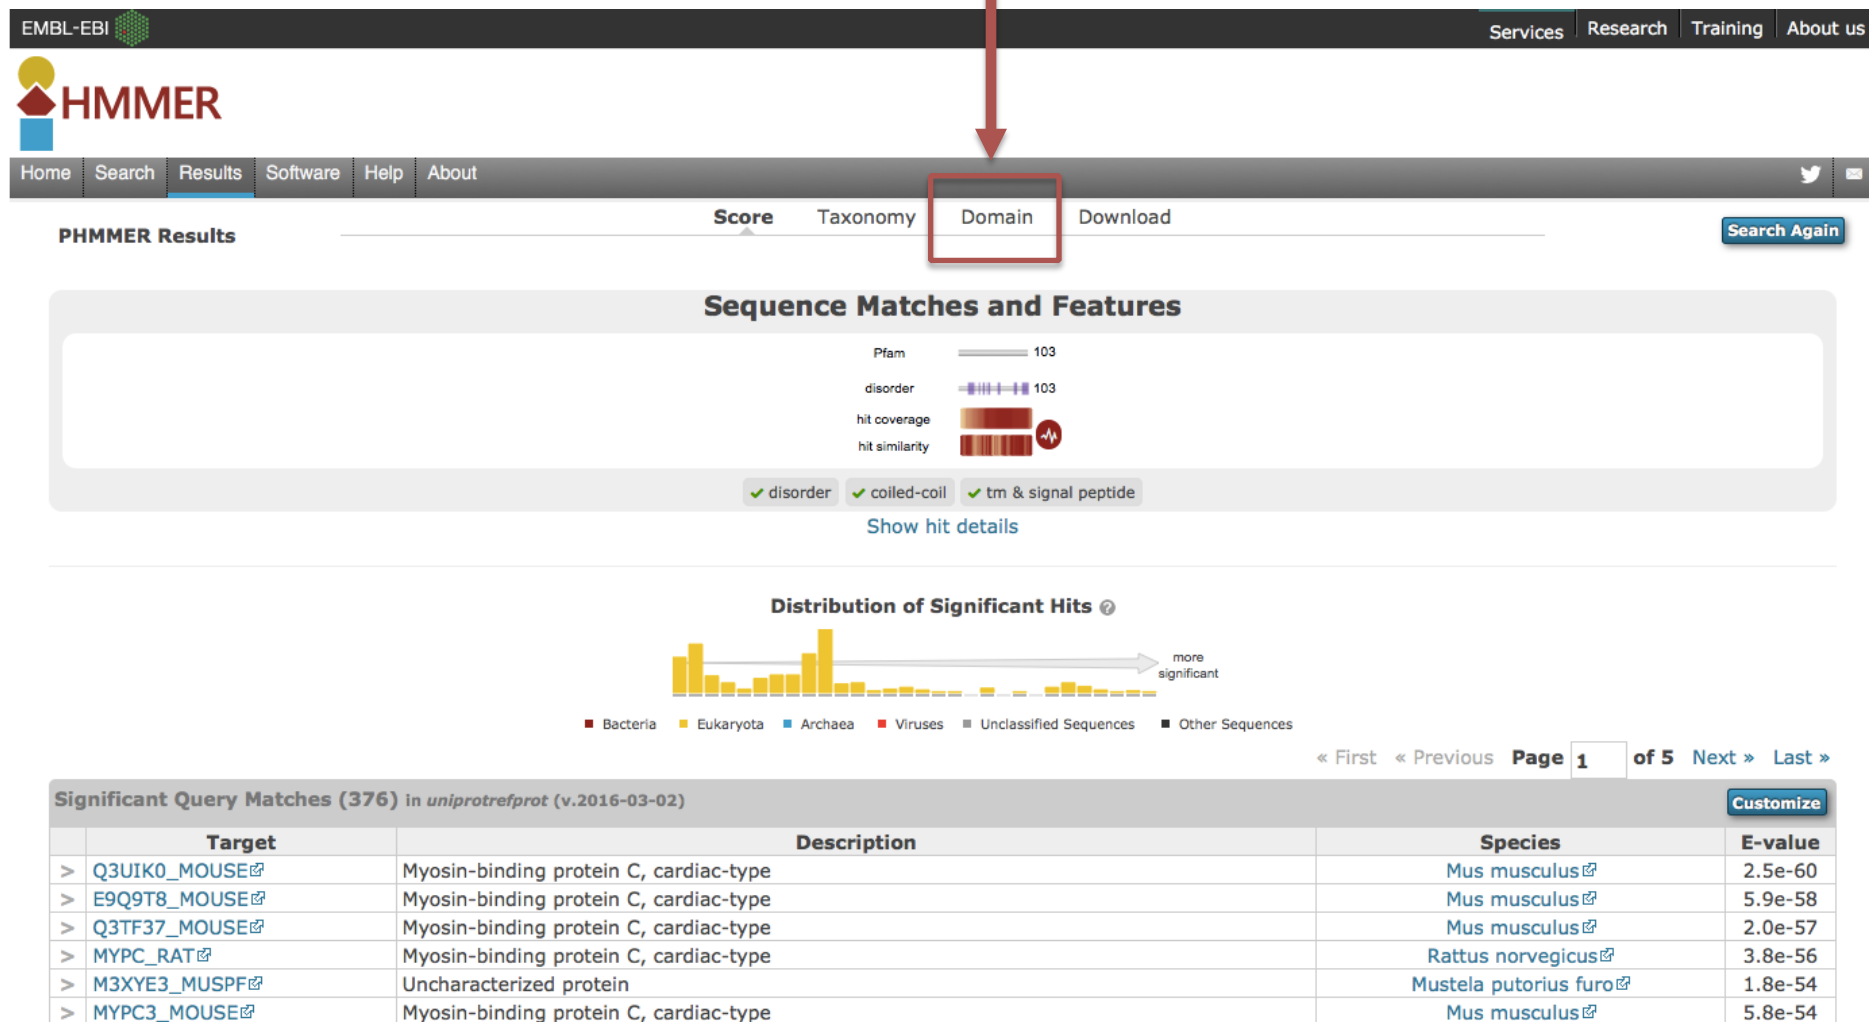 EMBL-EBI
Services Research Training About us
HMMER
Home Search Results Software Help About
Score Taxonomy Domain Download
PHMMER Results
Search Again
Sequence Matches and Features
Pfam 103
disorder 103
hit coverage
hit similarity
disorder coiled-coil tm & signal peptide
Show hit details
Distribution of Significant Hits ?
more
significant
Bacteria Eukaryota Archaea Viruses Unclassified Sequences Other Sequences
« First « Previous Page 1 of 5 Next » Last »
Significant Query Matches (376) in uniprotrefprot (v.2016-03-02)
Customize
Target Description Species E-value
> Q3UIK0_MOUSE Myosin-binding protein C, cardiac-type Mus musculus 2.5e-60
> E9Q9T8_MOUSE Myosin-binding protein C, cardiac-type Mus musculus 5.9e-58
> Q3TF37_MOUSE Myosin-binding protein C, cardiac-type Mus musculus 2.0e-57
> MYPC_RAT Myosin-binding protein C, cardiac-type Rattus norvegicus 3.8e-56
> M3XYE3_MUSPF Uncharacterized protein Mustela putorius furo 1.8e-54
> MYPC3_MOUSE Myosin-binding protein C, cardiac-type Mus musculus 5.8e-54